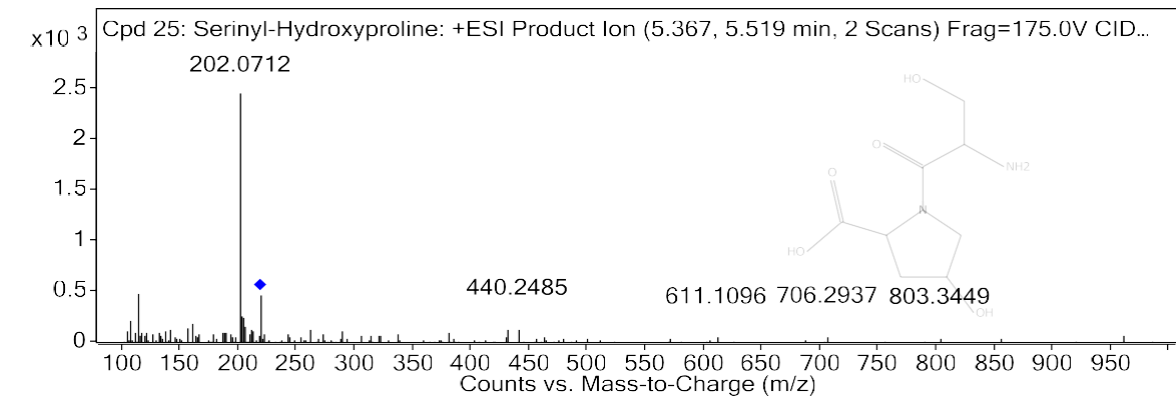 x10 3
Cpd 25: Serinyl-Hydroxyproline: +ESI Product Ion (5.367, 5.519 min, 2 Scans) Frag=175.0V CID...
202.0712
2.5
2
1.5
1
0.5
0
HO
O
NH2
O
N
HO
OH
440.2485
611.1096 706.2937 803.3449
100 150 200 250 300 350 400 450 500 550 600 650 700 750 800 850 900 950
Counts vs. Mass-to-Charge (m/z)